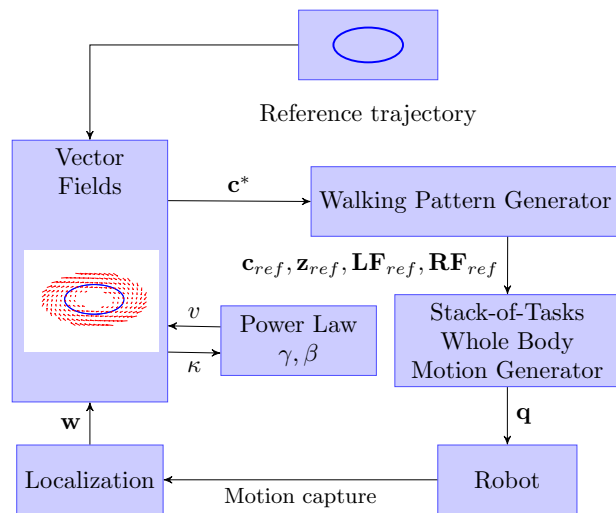 Reference trajectory
Vector
Fields
c*
Walking Pattern Generator
c_ref, z_ref, LF_ref, RF_ref
v
κ
Power Law
γ, β
Stack-of-Tasks
Whole Body
Motion Generator
w
q
Localization
Motion capture
Robot